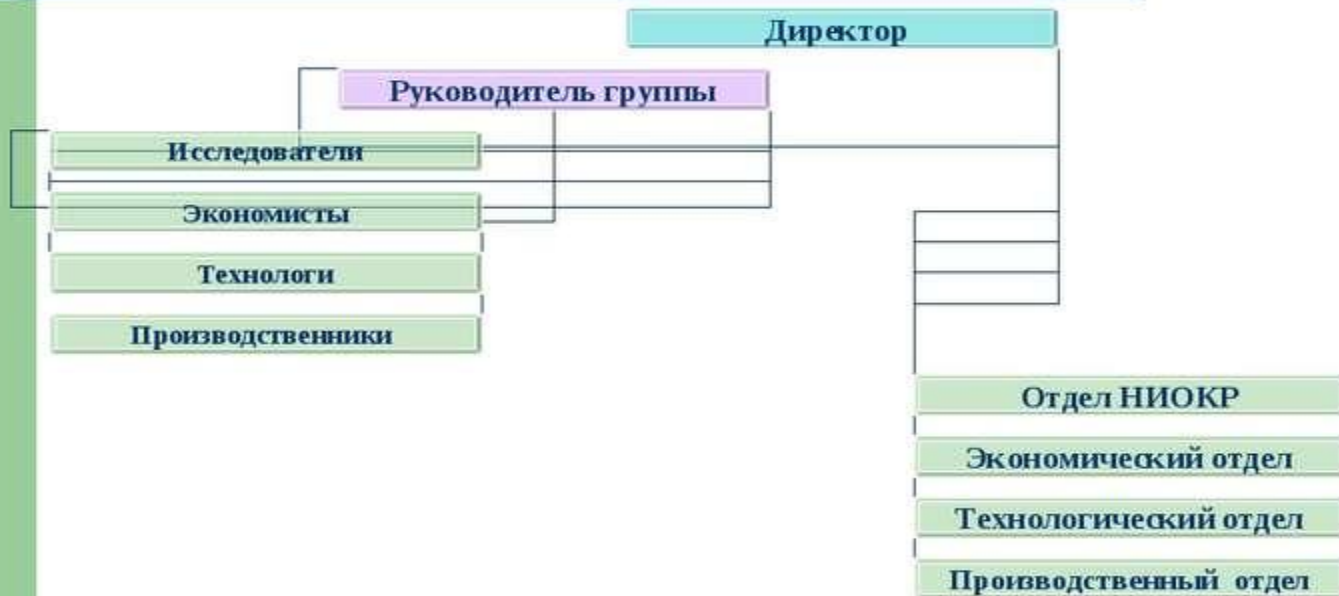 Директор
Руководитель группы
Исследователи
Экономисты
Технологи
Производственники
Отдел НИОКР
Экономический отдел
Технологический отдел
Производственный отдел